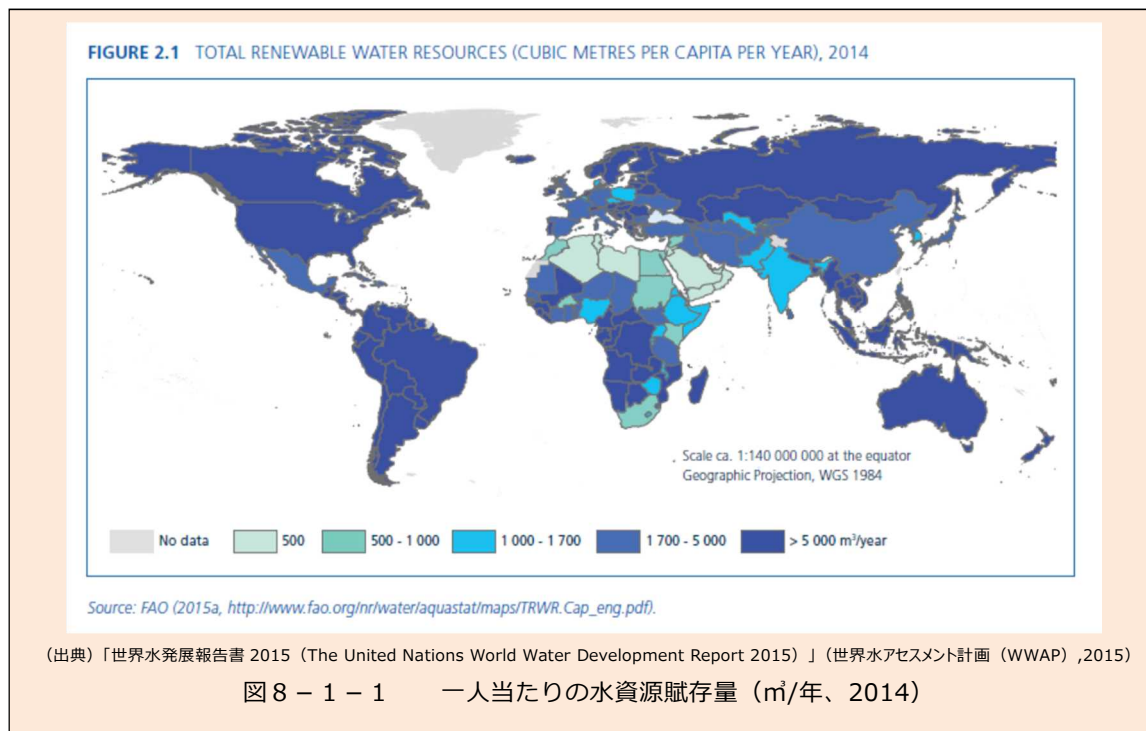 FIGURE 2.1 TOTAL RENEWABLE WATER RESOURCES (CUBIC METRES PER CAPITA PER YEAR), 2014
Scale ca. 1:140 000 000 at the equator
Geographic Projection, WGS 1984
No data 500 500 - 1 000 1 000 - 1 700 1 700 - 5 000 > 5 000 m³/year
Source: FAO (2015a, http://www.fao.org/nr/water/aquastat/maps/TRWR.Cap_eng.pdf).
（出典）「世界水発展報告書 2015（The United Nations World Water Development Report 2015）」（世界水アセスメント計画（WWAP）,2015）
図８－１－１　　一人当たりの水資源賦存量（㎥/年、2014）